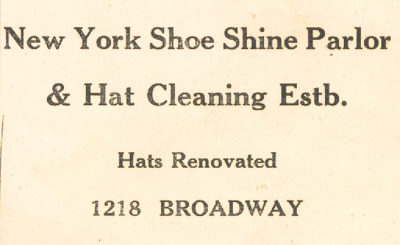 New York Shoe Shine Parlor
& Hat Cleaning Estb.
Hats Renovated
1218 BROADWAY